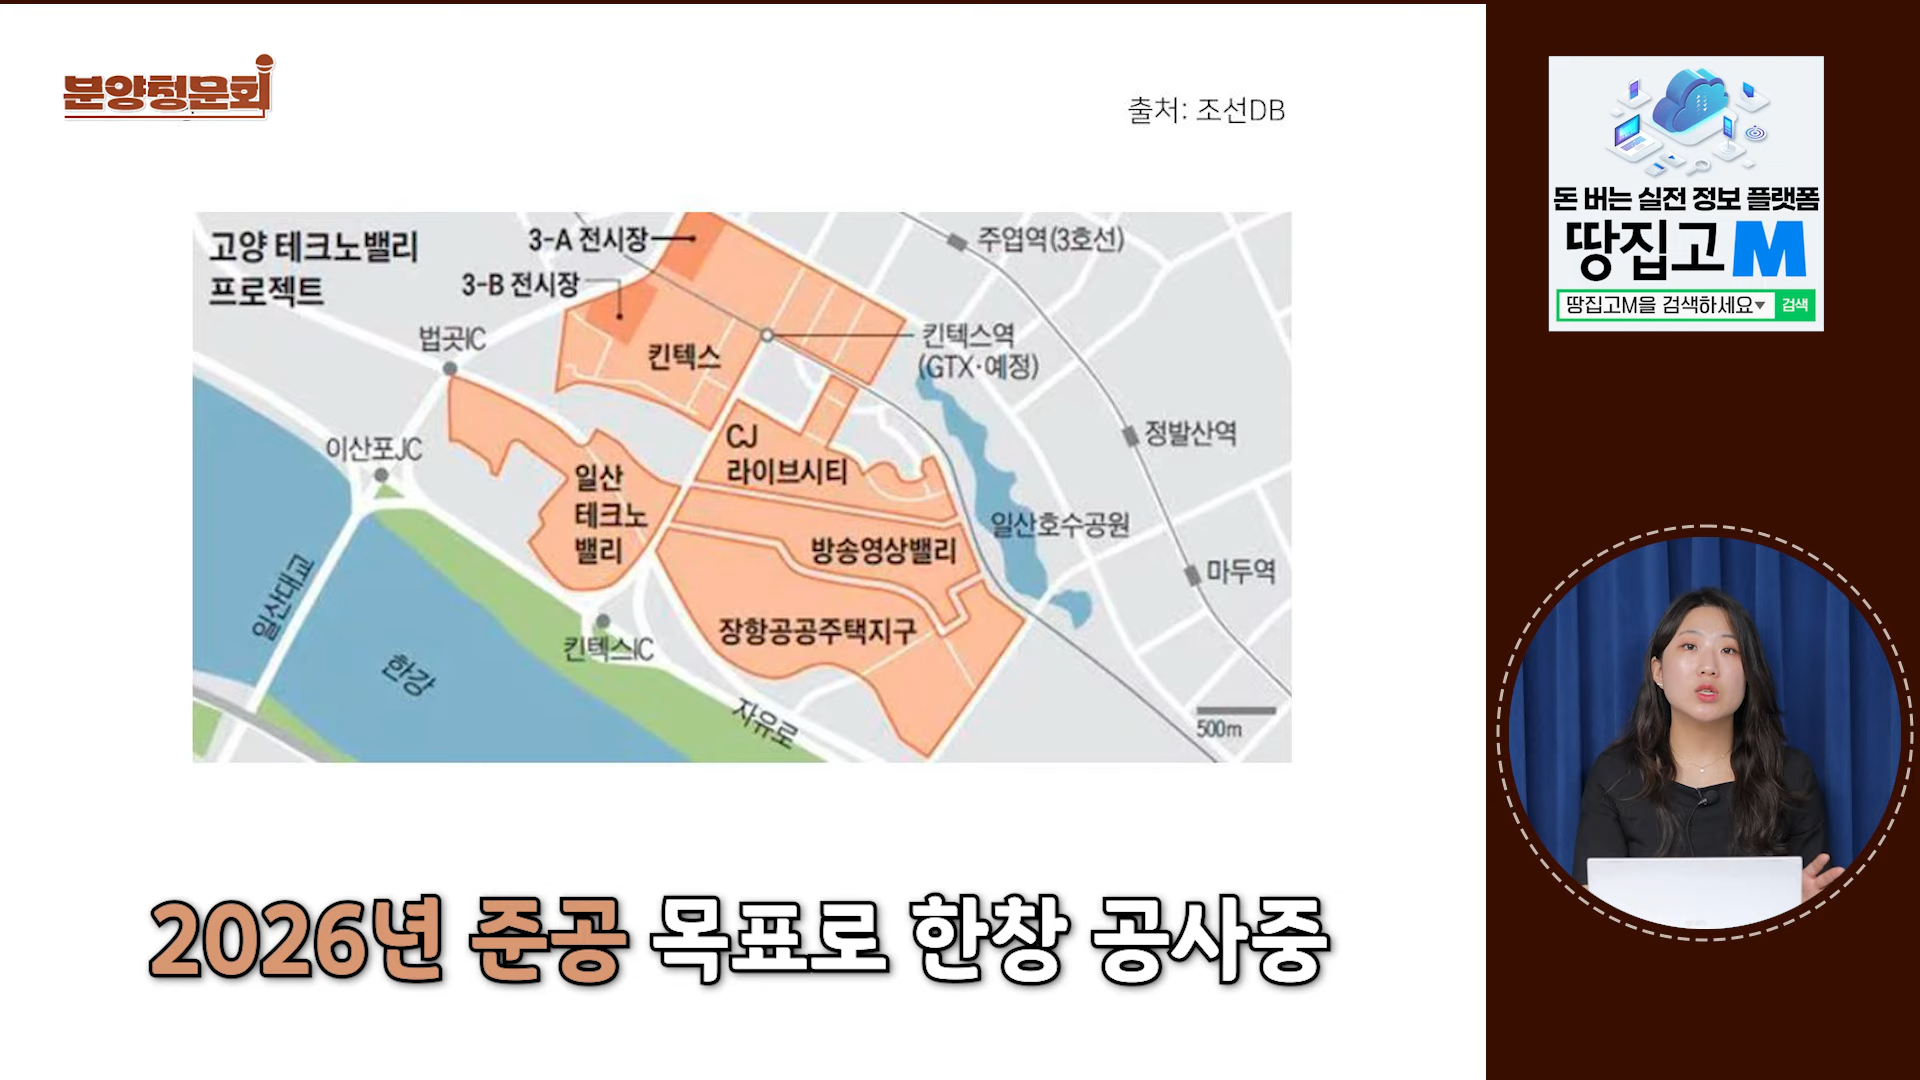 분양청문회
출처: 조선DB
고양 테크노밸리
프로젝트
3-A 전시장
3-B 전시장
주엽역(3호선)
법곳IC
킨텍스
킨텍스역
(GTX·예정)
이산포JC
CJ
라이브시티
정발산역
일산
테크노
밸리
방송영상밸리
일산호수공원
마두역
일산대교
장항공공주택지구
킨텍스IC
한강
자유로
500m
2026년 준공 목표로 한창 공사중
돈 버는 실전 정보 플랫폼
땅집고M
땅집고M을 검색하세요▼ 검색